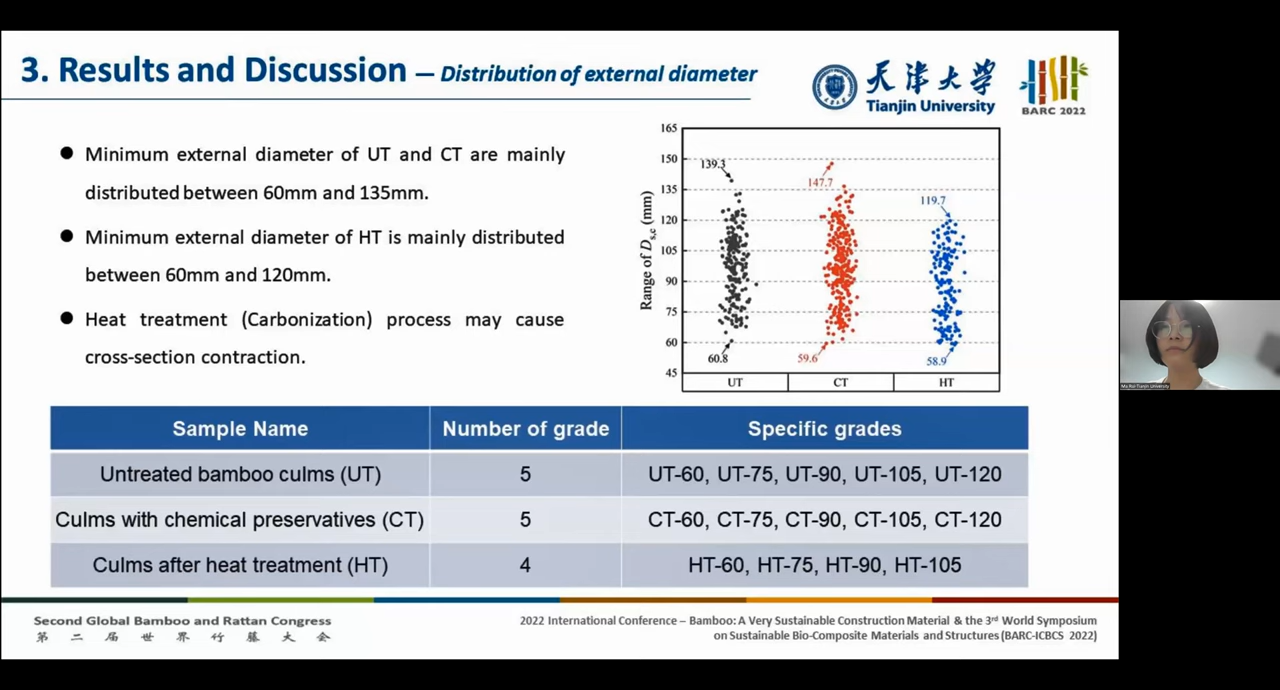 3. Results and Discussion — Distribution of external diameter
天津大学
Tianjin University
BARC 2022
● Minimum external diameter of UT and CT are mainly
distributed between 60mm and 135mm.
● Minimum external diameter of HT is mainly distributed
between 60mm and 120mm.
● Heat treatment (Carbonization) process may cause
cross-section contraction.
Range of Ds,c (mm)
165
150
135
120
105
90
75
60
45
139.3
147.7
119.7
60.8
59.6
58.9
UT CT HT
Sample Name Number of grade Specific grades
Untreated bamboo culms (UT) 5 UT-60, UT-75, UT-90, UT-105, UT-120
Culms with chemical preservatives (CT) 5 CT-60, CT-75, CT-90, CT-105, CT-120
Culms after heat treatment (HT) 4 HT-60, HT-75, HT-90, HT-105
Second Global Bamboo and Rattan Congress
第二届世界竹藤大会
2022 International Conference – Bamboo: A Very Sustainable Construction Material & the 3rd World Symposium
on Sustainable Bio-Composite Materials and Structures (BARC-ICBCS 2022)